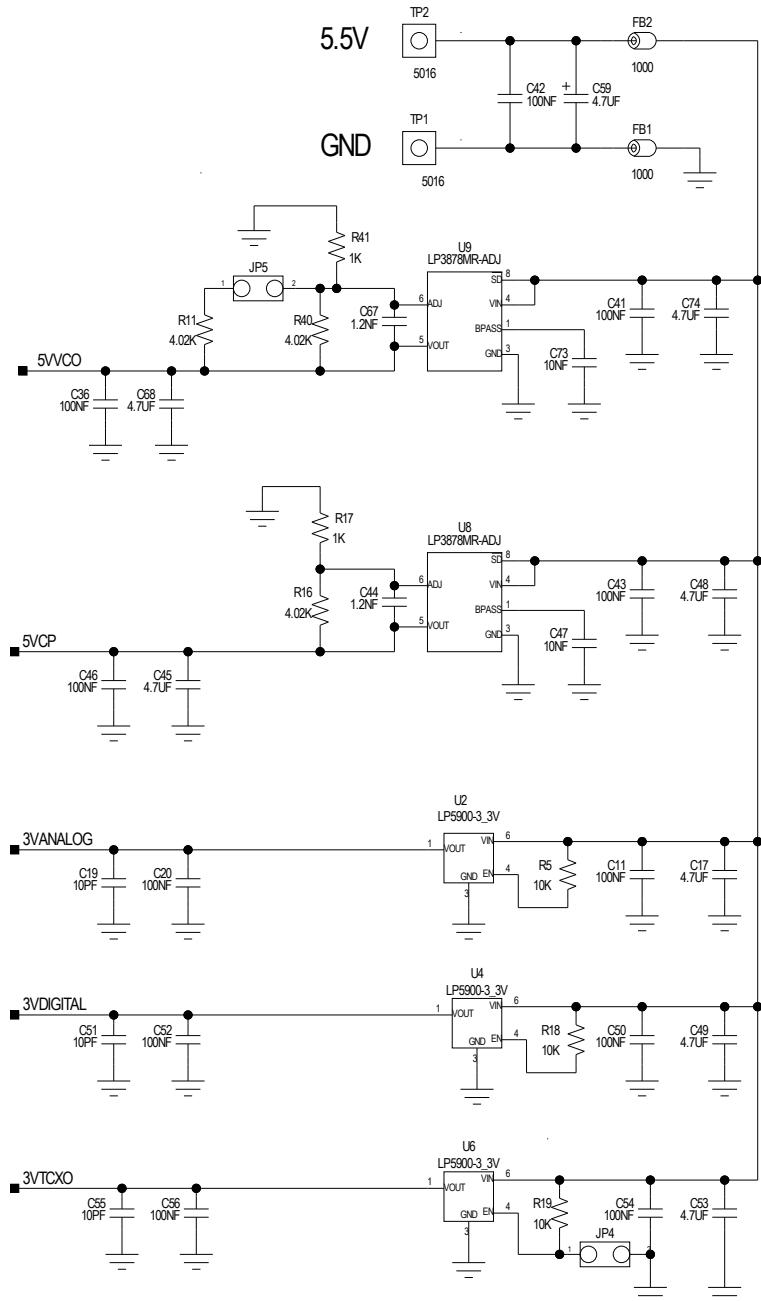 5.5V
TP2
5016
C42
100NF
+
C59
4.7UF
FB2
1000
GND
TP1
5016
FB1
1000
R41
1K
JP5
1
2
R11
4.02K
R40
4.02K
C67
1.2NF
U9
LP3878MR-ADJ
6
ADJ
5
VOUT
SD
8
VIN
4
BPASS
1
GND
3
C73
10NF
C41
100NF
C74
4.7UF
5VVCO
C36
100NF
C68
4.7UF
R17
1K
R16
4.02K
C44
1.2NF
U8
LP3878MR-ADJ
6
ADJ
5
VOUT
SD
8
VIN
4
BPASS
1
GND
3
C47
10NF
C43
100NF
C48
4.7UF
5VCP
C46
100NF
C45
4.7UF
U2
LP5900-3_3V
3VANALOG
1
VOUT
VIN
6
GND
EN
4
3
R5
10K
C11
100NF
C17
4.7UF
C19
10PF
C20
100NF
U4
LP5900-3_3V
3VDIGITAL
1
VOUT
VIN
6
GND
EN
4
3
R18
10K
C50
100NF
C49
4.7UF
C51
10PF
C52
100NF
U6
LP5900-3_3V
3VTCXO
1
VOUT
VIN
6
GND
EN
4
3
R19
10K
JP4
1
2
C54
100NF
C53
4.7UF
C55
10PF
C56
100NF